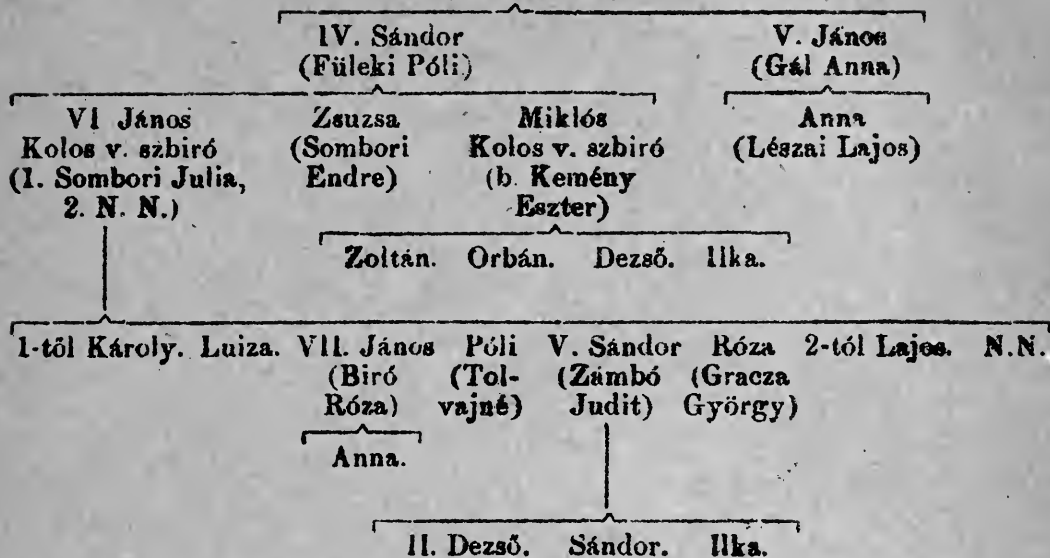 IV. Sándor V. János
(Füleki Póli) (Gál Anna)
VI János Zsuzsa Miklós Anna
Kolos v. szbiró (Sombori Kolos v. szbiró (Lészai Lajos)
(1. Sombori Julia, Endre) (b. Kemény
2. N. N.) Eszter)
Zoltán. Orbán. Dezső. Ilka.
1-től Károly. Luiza. VII. János Póli V. Sándor Róza 2-tól Lajos. N.N.
(Biró (Tol- (Zámbó (Gracza
Róza) vajné) Judit) György)
Anna.
II. Dezső. Sándor. Ilka.